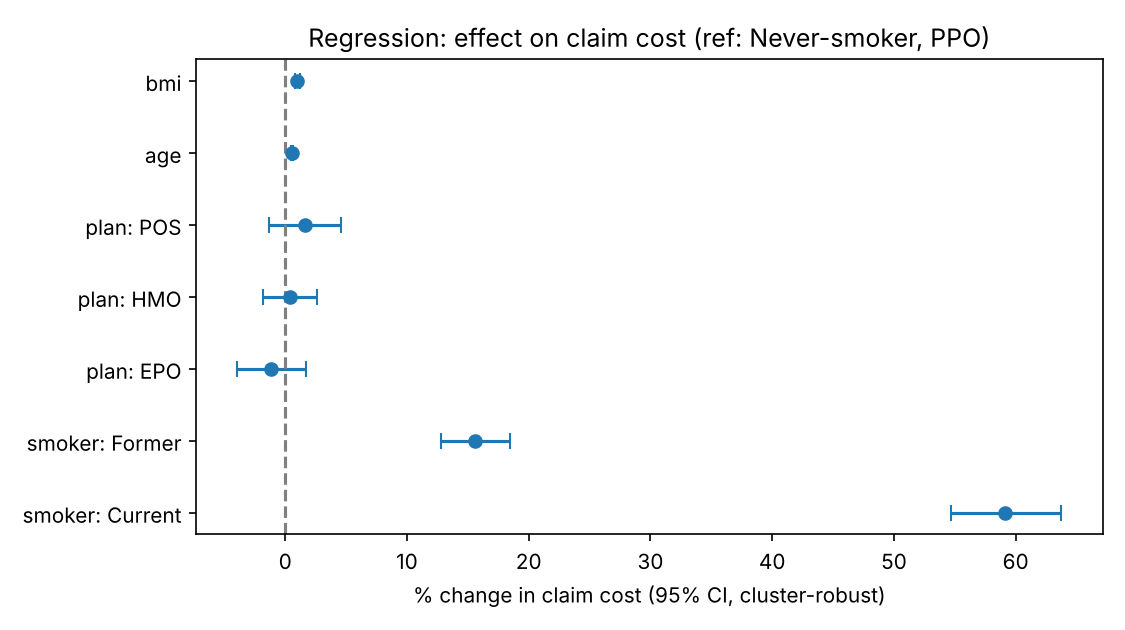 Regression: effect on claim cost (ref: Never-smoker, PPO)
bmi
age
plan: POS
plan: HMO
plan: EPO
smoker: Former
smoker: Current
0 10 20 30 40 50 60
% change in claim cost (95% CI, cluster-robust)